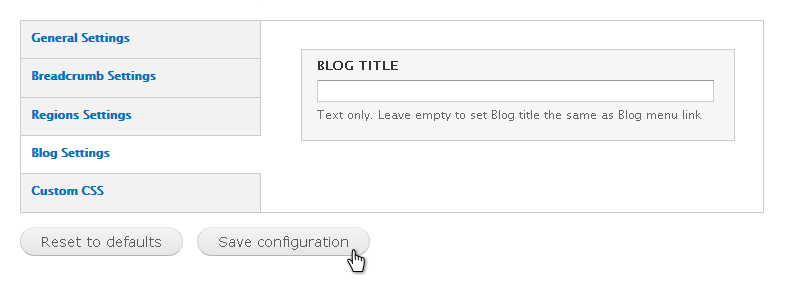 General Settings
Breadcrumb Settings
Regions Settings
Blog Settings
Custom CSS
BLOG TITLE
Text only. Leave empty to set Blog title the same as Blog menu link
Reset to defaults
Save configuration